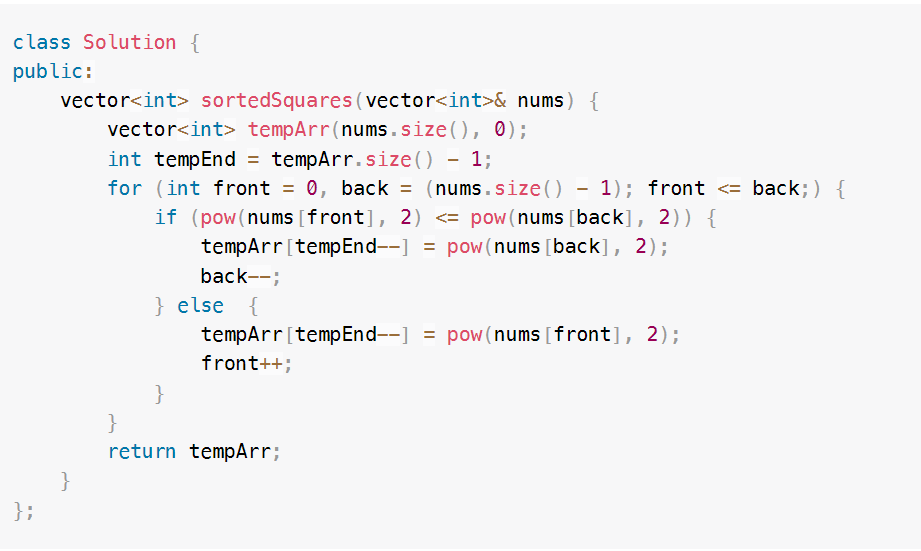 class Solution {
public:
    vector<int> sortedSquares(vector<int>& nums) {
        vector<int> tempArr(nums.size(), 0);
        int tempEnd = tempArr.size() - 1;
        for (int front = 0, back = (nums.size() - 1); front <= back;) {
            if (pow(nums[front], 2) <= pow(nums[back], 2)) {
                tempArr[tempEnd--] = pow(nums[back], 2);
                back--;
            } else  {
                tempArr[tempEnd--] = pow(nums[front], 2);
                front++;
            }
        }
        return tempArr;
    }
};